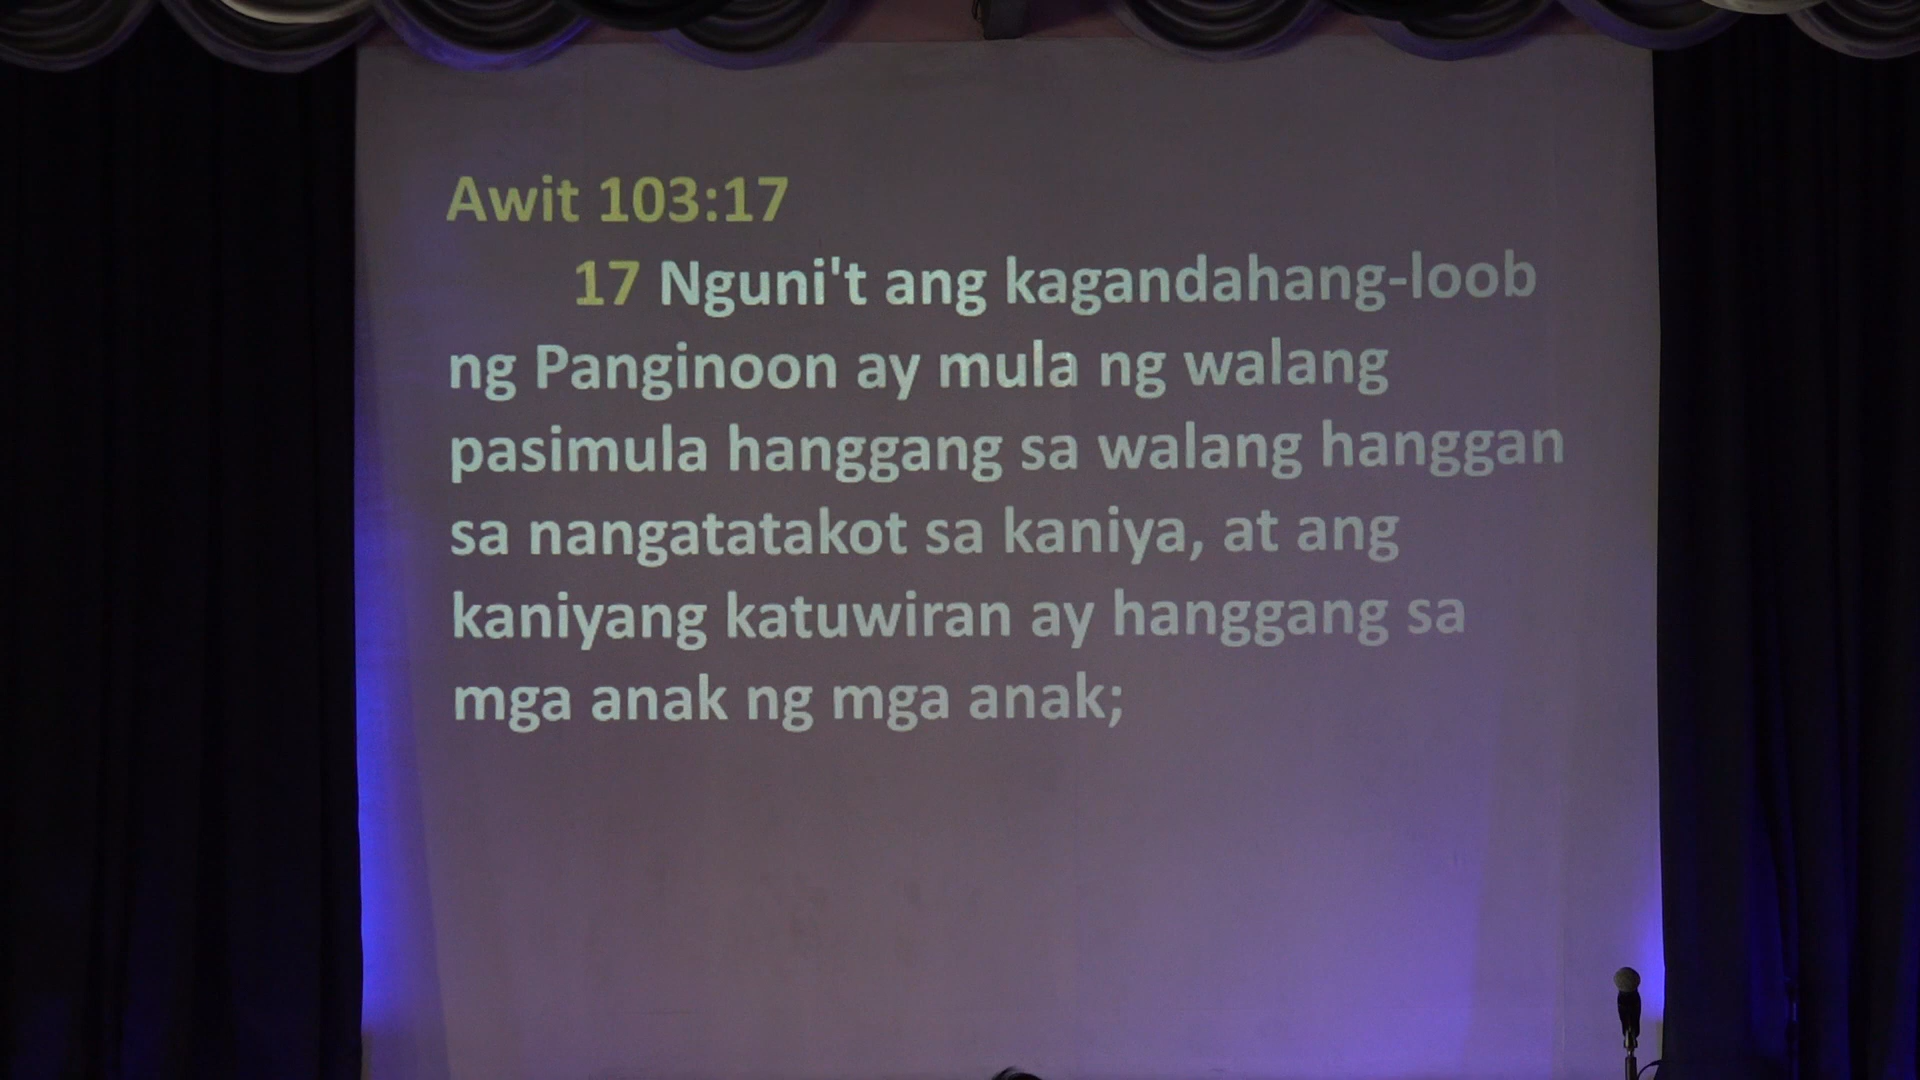 Awit 103:17
17 Nguni't ang kagandahang-loob
ng Panginoon ay mula ng walang
pasimula hanggang sa walang hanggan
sa nangatatakot sa kaniya, at ang
kaniyang katuwiran ay hanggang sa
mga anak ng mga anak;